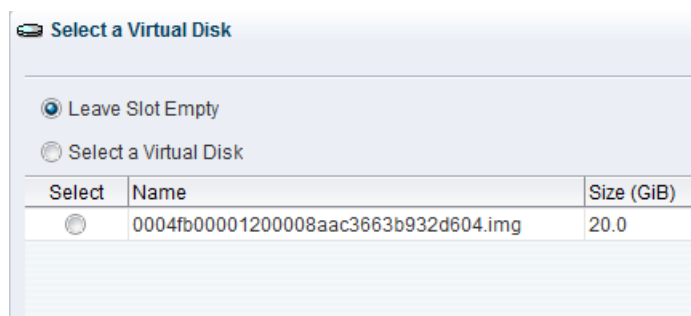 Select a Virtual Disk
Leave Slot Empty
Select a Virtual Disk
Select Name Size (GiB)
0004fb00001200008aac3663b932d604.img 20.0